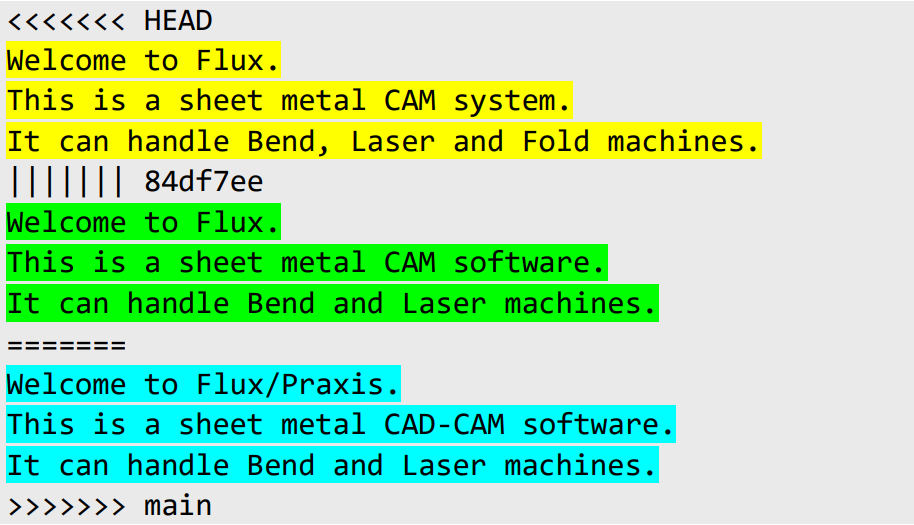 <<<<<<< HEAD
Welcome to Flux.
This is a sheet metal CAM system.
It can handle Bend, Laser and Fold machines.
||||||| 84df7ee
Welcome to Flux.
This is a sheet metal CAM software.
It can handle Bend and Laser machines.
=======
Welcome to Flux/Praxis.
This is a sheet metal CAD-CAM software.
It can handle Bend and Laser machines.
>>>>>>> main